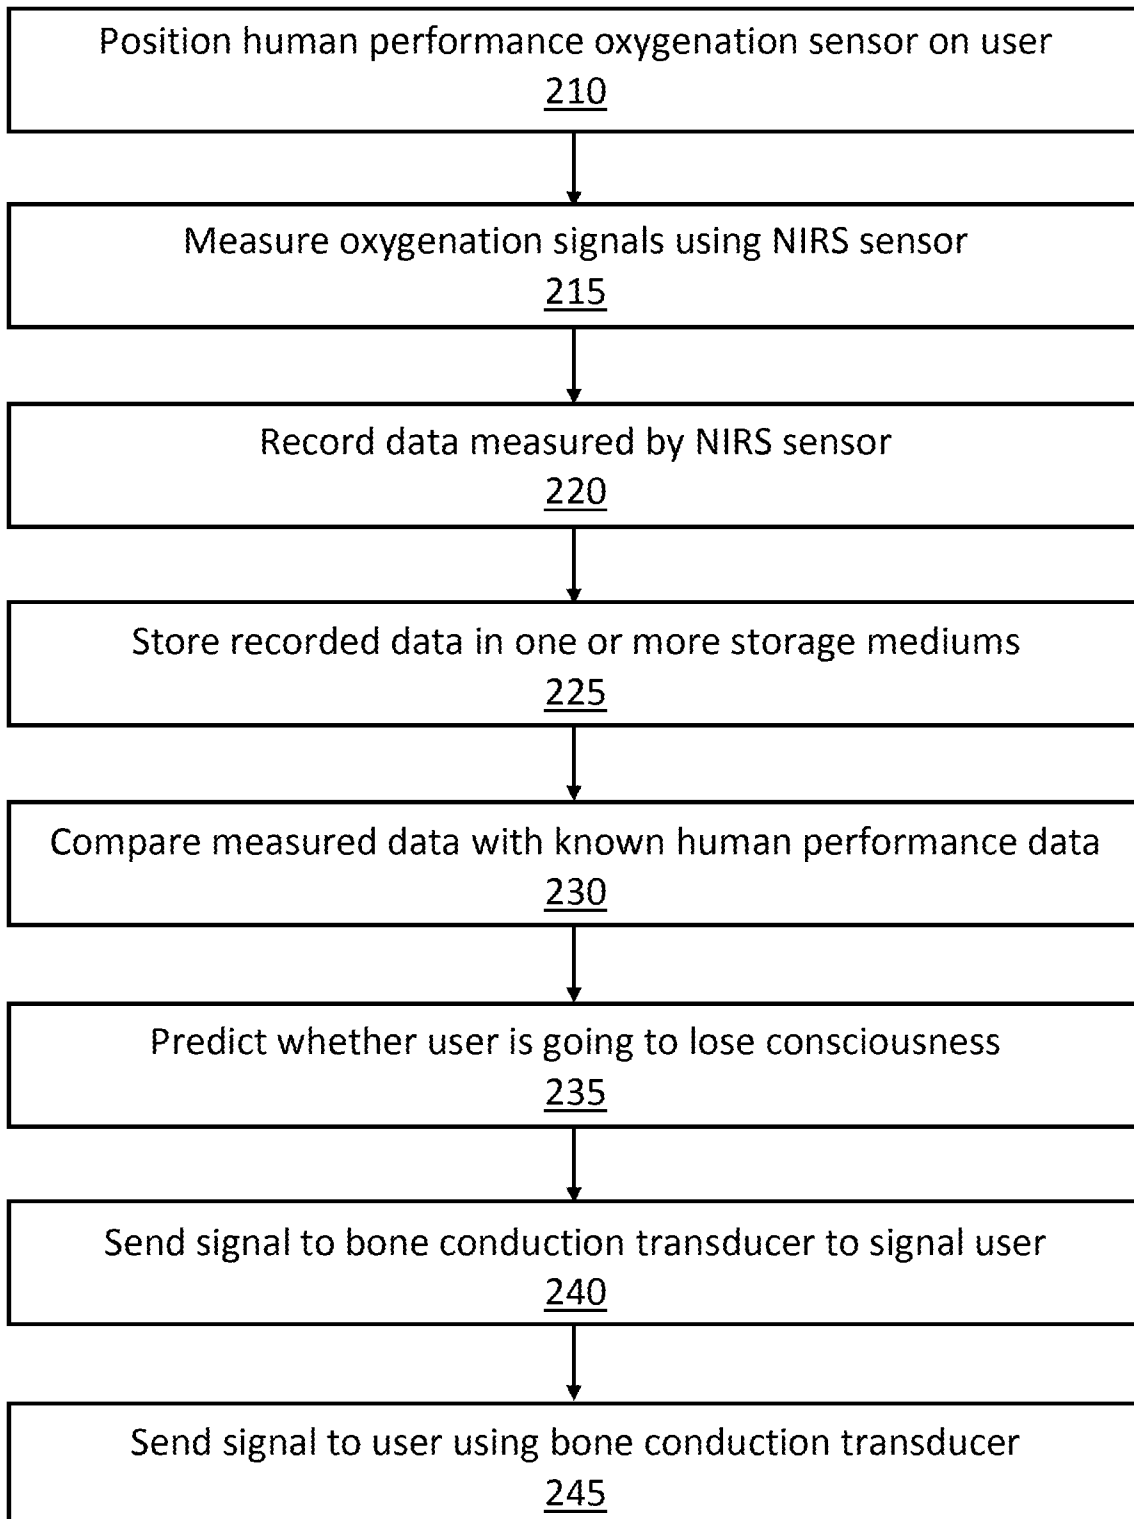 Position human performance oxygenation sensor on user
210
Measure oxygenation signals using NIRS sensor
215
Record data measured by NIRS sensor
220
Store recorded data in one or more storage mediums
225
Compare measured data with known human performance data
230
Predict whether user is going to lose consciousness
235
Send signal to bone conduction transducer to signal user
240
Send signal to user using bone conduction transducer
245